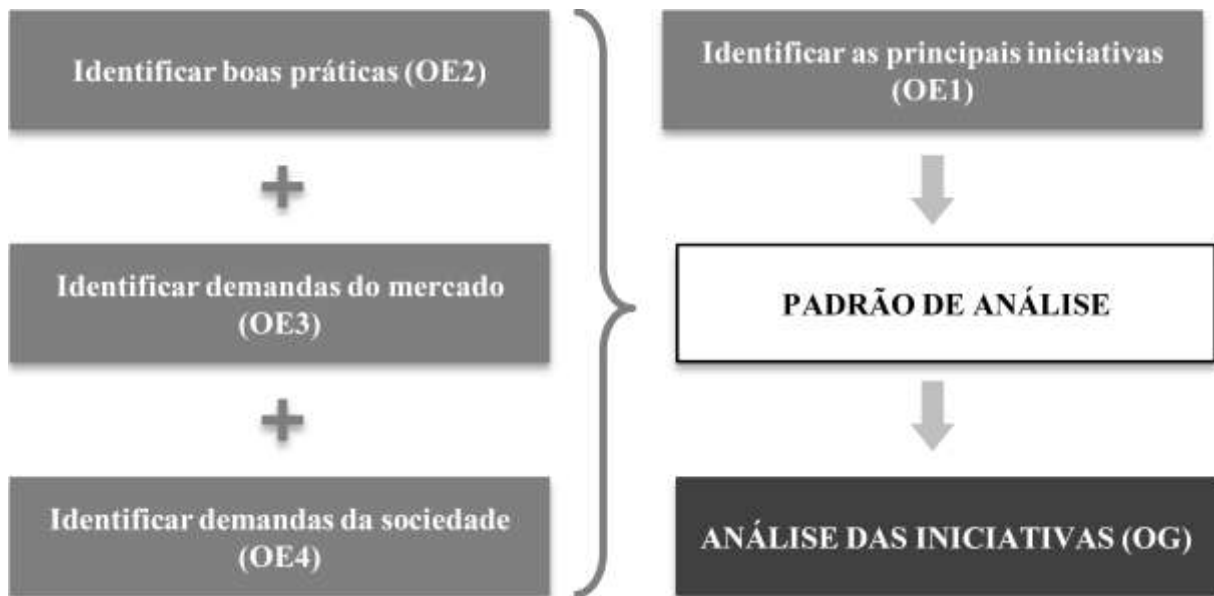 Identificar boas práticas (OE2)
+
Identificar demandas do mercado
(OE3)
+
Identificar demandas da sociedade
(OE4)
Identificar as principais iniciativas
(OE1)
PADRÃO DE ANÁLISE
ANÁLISE DAS INICIATIVAS (OG)